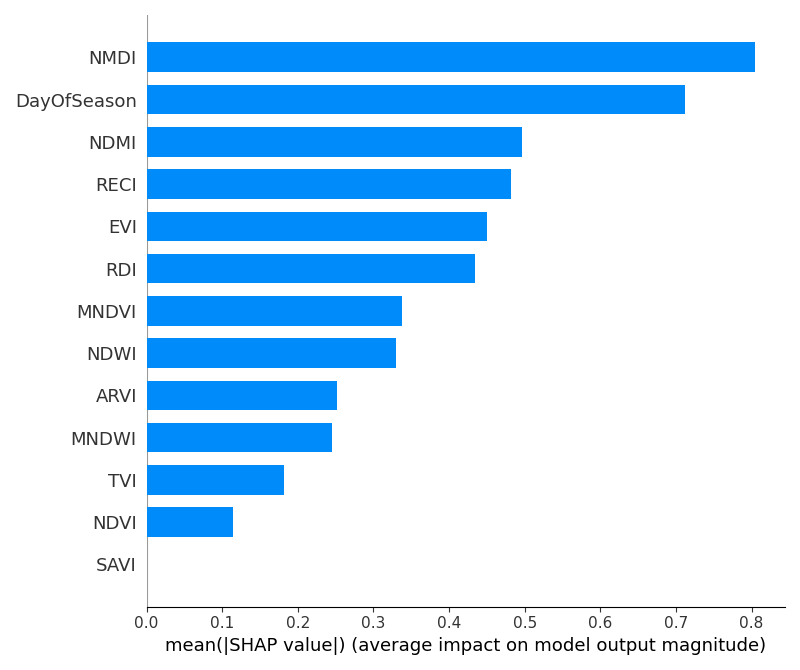 NMDI
DayOfSeason
NDMI
RECI
EVI
RDI
MNDVI
NDWI
ARVI
MNDWI
TVI
NDVI
SAVI
0.0 0.1 0.2 0.3 0.4 0.5 0.6 0.7 0.8
mean(|SHAP value|) (average impact on model output magnitude)